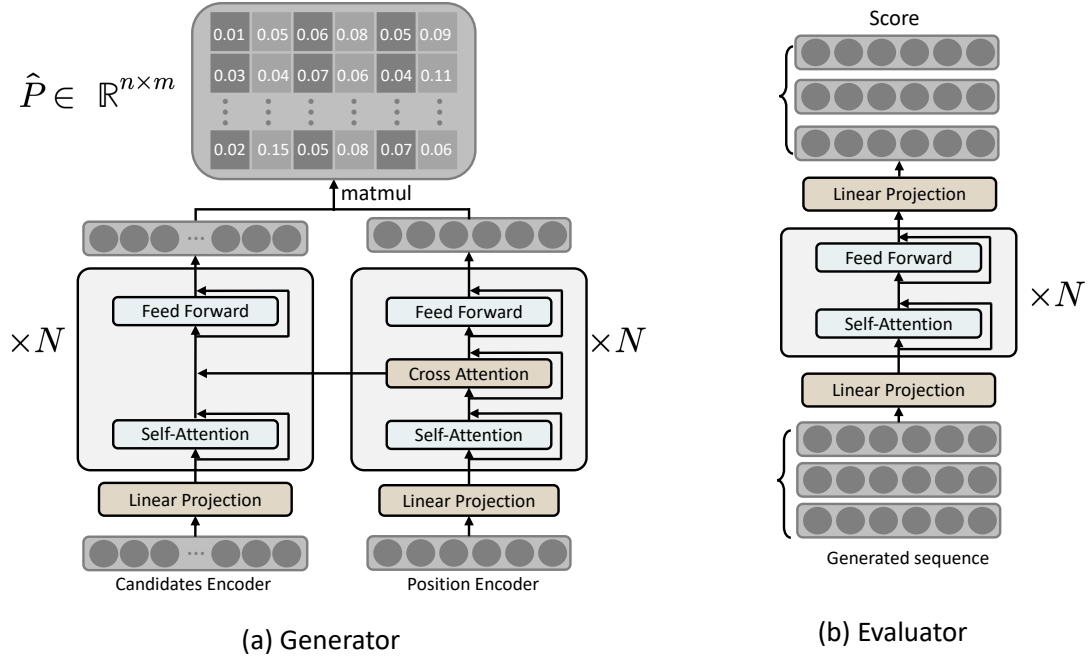 0.01 0.05 0.06 0.08 0.05 0.09
0.03 0.04 0.07 0.06 0.04 0.11
0.02 0.15 0.05 0.08 0.07 0.06
P̂ ∈ ℝⁿˣᵐ
matmul
...
Feed Forward
Feed Forward
×N
×N
Cross Attention
Self-Attention
Self-Attention
Linear Projection
Linear Projection
...
Candidates Encoder
Position Encoder
(a) Generator
Score
Linear Projection
Feed Forward
×N
Self-Attention
Linear Projection
Generated sequence
(b) Evaluator